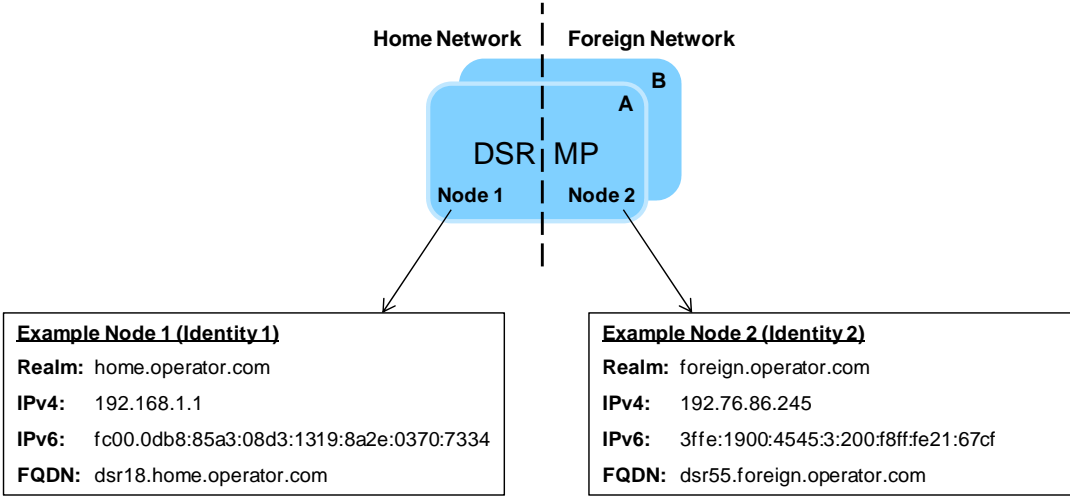 Home Network Foreign Network
B
A
DSR MP
Node 1 Node 2
Example Node 1 (Identity 1)
Realm: home.operator.com
IPv4: 192.168.1.1
IPv6: fc00.0db8:85a3:08d3:1319:8a2e:0370:7334
FQDN: dsr18.home.operator.com
Example Node 2 (Identity 2)
Realm: foreign.operator.com
IPv4: 192.76.86.245
IPv6: 3ffe:1900:4545:3:200:f8ff:fe21:67cf
FQDN: dsr55.foreign.operator.com